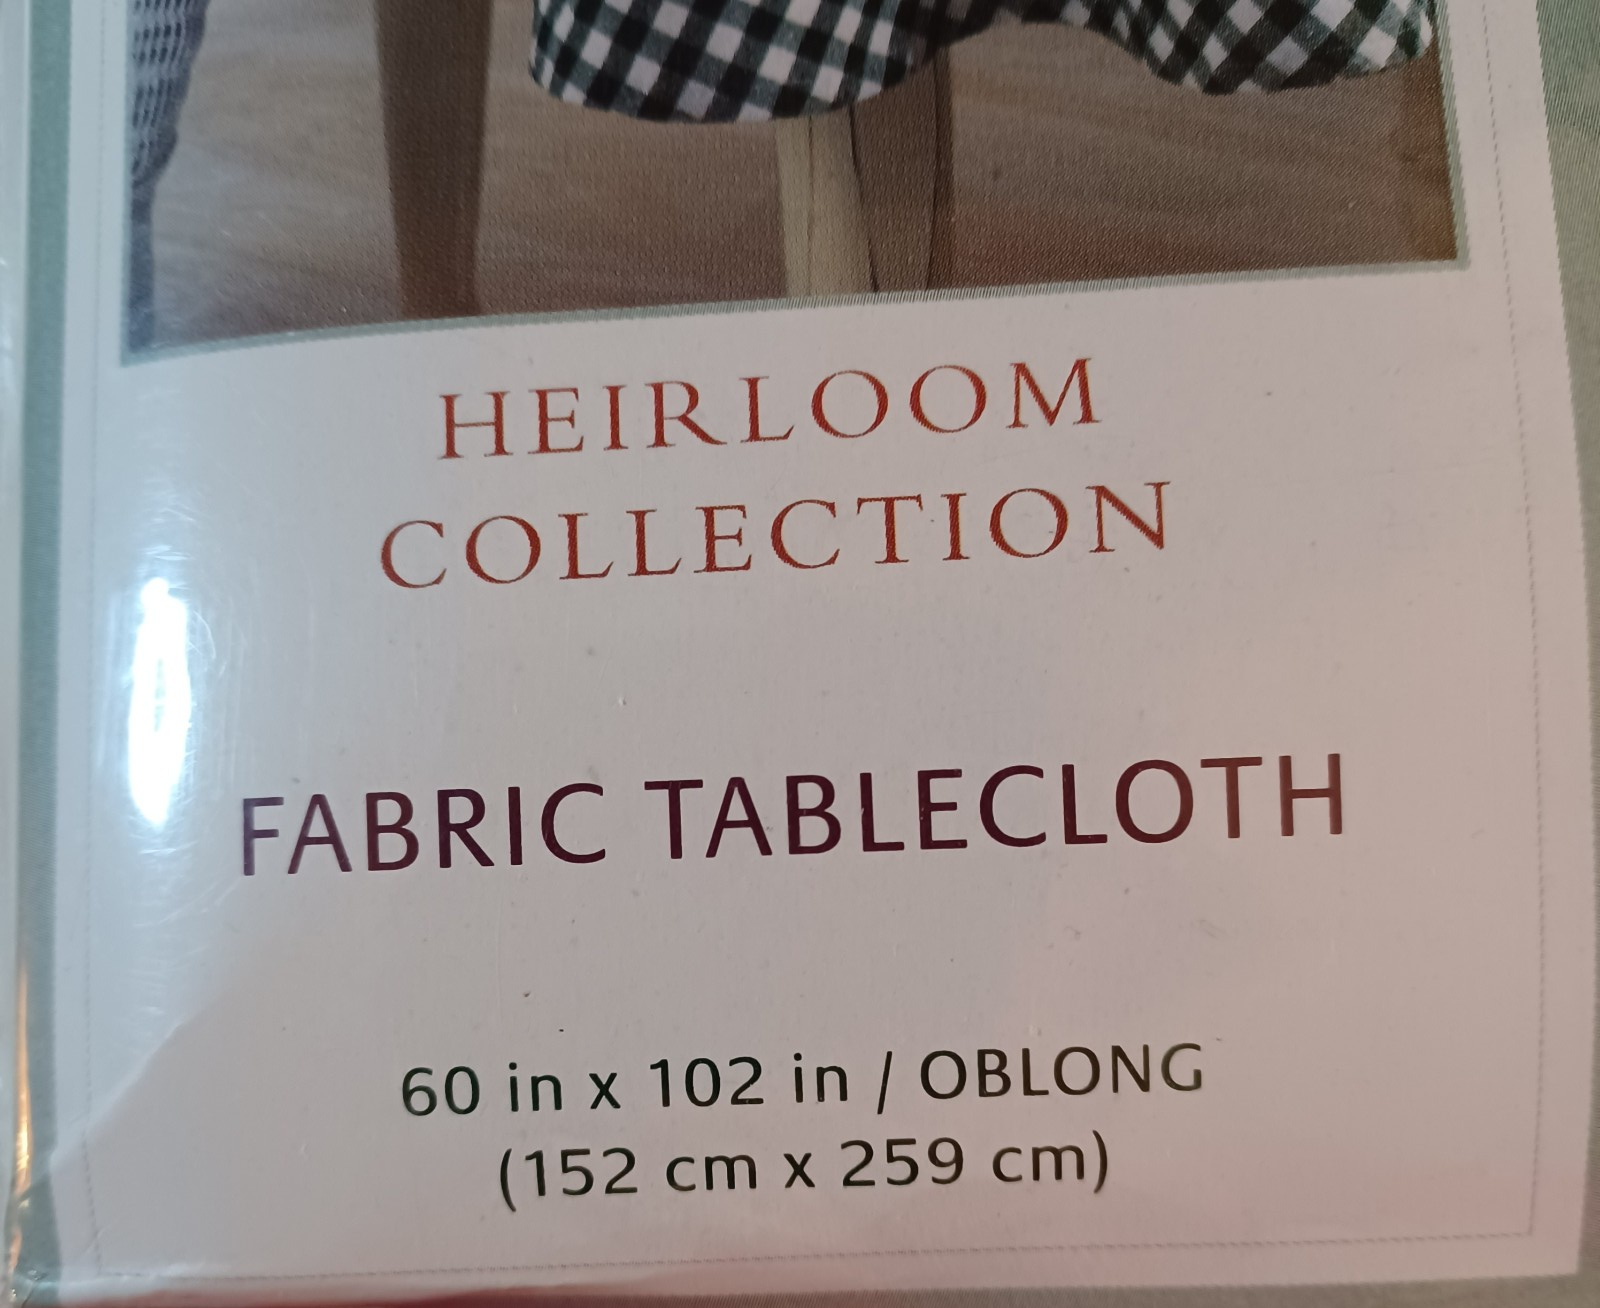 HEIRLOOM
COLLECTION
FABRIC TABLECLOTH
60 in x 102 in / OBLONG
(152 cm x 259 cm)